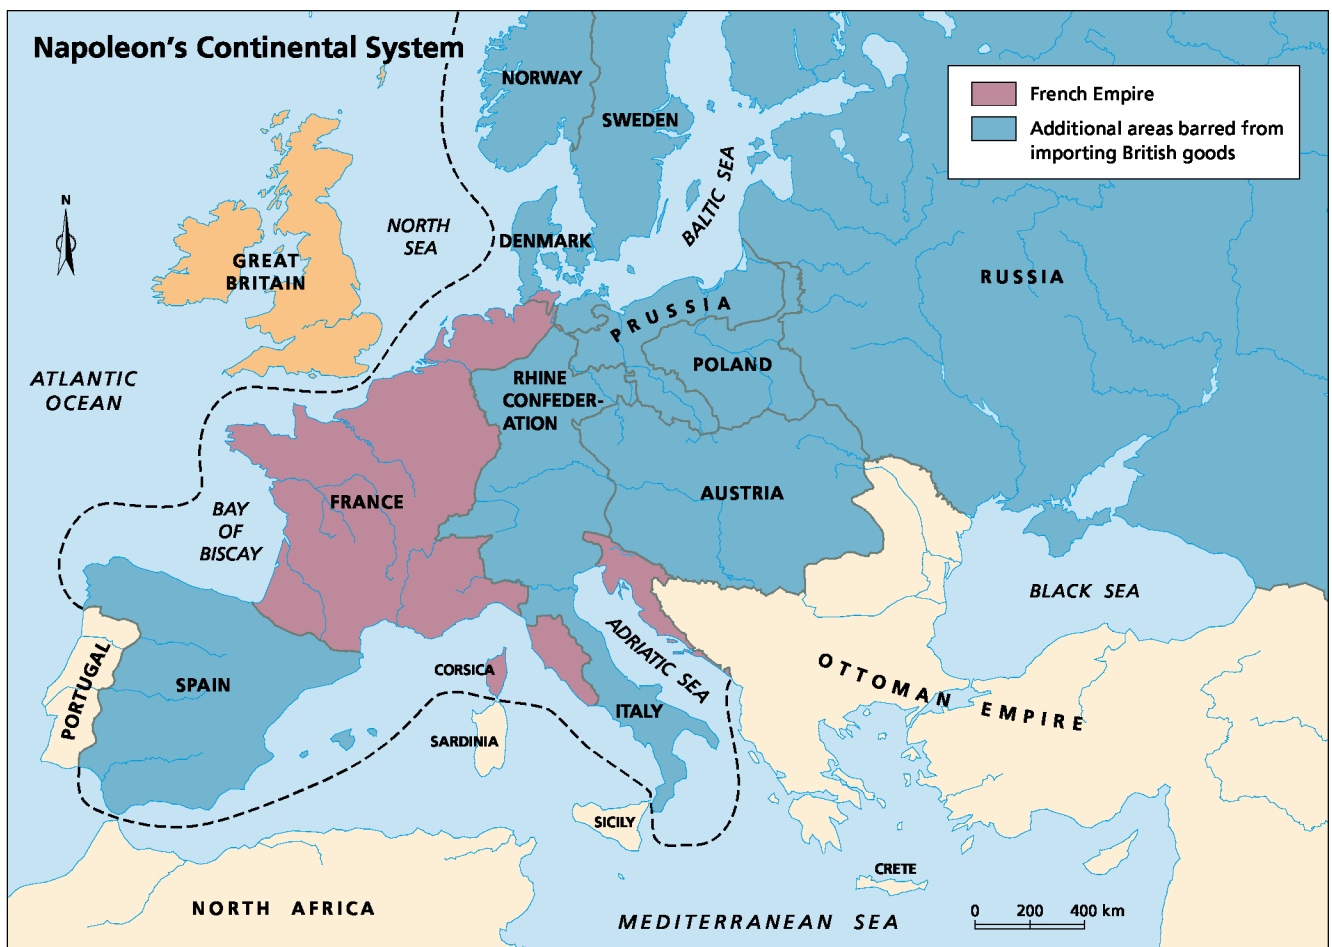 Napoleon's Continental System
French Empire
Additional areas barred from
importing British goods
NORWAY
SWEDEN
BALTIC SEA
N
NORTH
SEA
DENMARK
GREAT
BRITAIN
RUSSIA
PRUSSIA
POLAND
ATLANTIC
OCEAN
RHINE
CONFEDER-
ATION
FRANCE
AUSTRIA
BAY
OF
BISCAY
BLACK SEA
ADRIATIC SEA
PORTUGAL
SPAIN
CORSICA
ITALY
OTTOMAN EMPIRE
SARDINIA
SICILY
CRETE
NORTH AFRICA
MEDITERRANEAN SEA
0 200 400 km